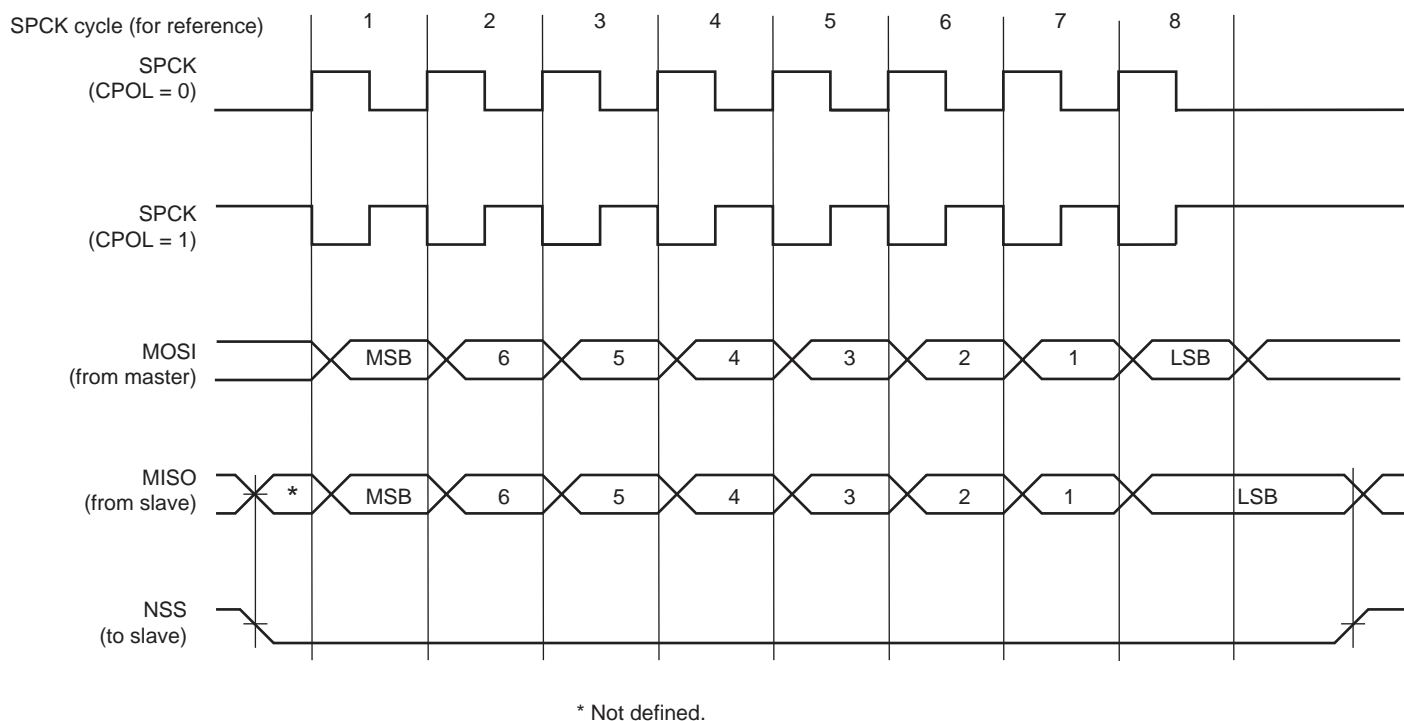 SPCK cycle (for reference) 1 2 3 4 5 6 7 8
SPCK
(CPOL = 0)
SPCK
(CPOL = 1)
MOSI
(from master)
MSB 6 5 4 3 2 1 LSB
MISO
(from slave)
* MSB 6 5 4 3 2 1 LSB
NSS
(to slave)
* Not defined.